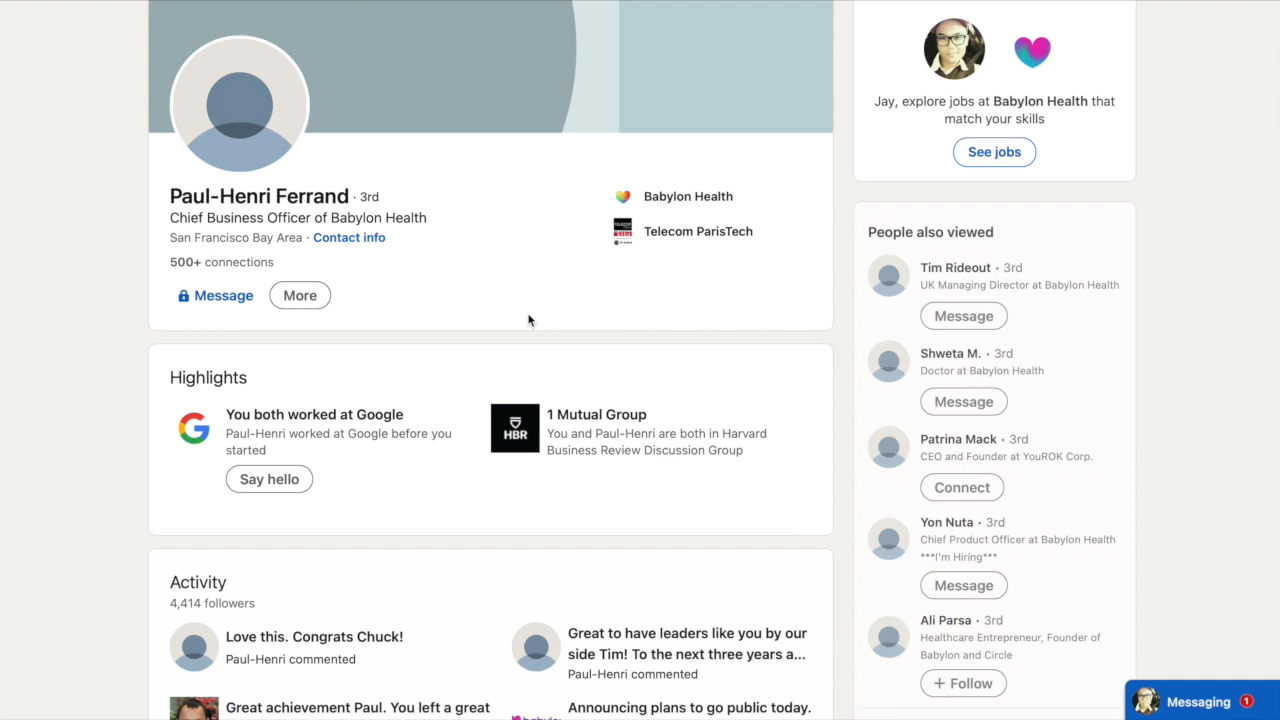 Paul-Henri Ferrand · 3rd
Chief Business Officer of Babylon Health
San Francisco Bay Area · Contact info
500+ connections
Message
More
Babylon Health
TELECOM
Telecom ParisTech
Highlights
You both worked at Google
Paul-Henri worked at Google before you
started
Say hello
HBR
1 Mutual Group
You and Paul-Henri are both in Harvard
Business Review Discussion Group
Activity
4,414 followers
Love this. Congrats Chuck!
Paul-Henri commented
Great to have leaders like you by our
side Tim! To the next three years a...
Paul-Henri commented
Great achievement Paul. You left a great
Announcing plans to go public today.
Jay, explore jobs at Babylon Health that
match your skills
See jobs
People also viewed
Tim Rideout · 3rd
UK Managing Director at Babylon Health
Message
Shweta M. · 3rd
Doctor at Babylon Health
Message
Patrina Mack · 3rd
CEO and Founder at YouROK Corp.
Connect
Yon Nuta · 3rd
Chief Product Officer at Babylon Health
***I'm Hiring***
Message
Ali Parsa · 3rd
Healthcare Entrepreneur, Founder of
Babylon and Circle
+ Follow
Messaging 1